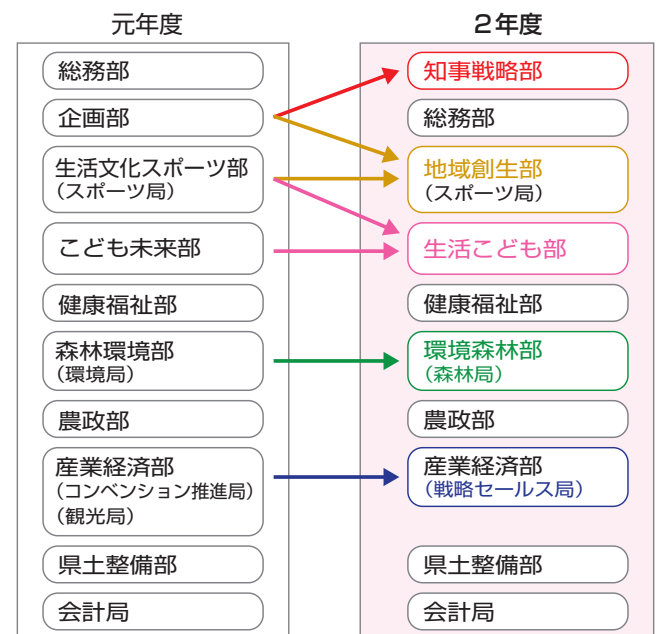 元年度
総務部
企画部
生活文化スポーツ部
(スポーツ局)
こども未来部
健康福祉部
森林環境部
(環境局)
農政部
産業経済部
(コンベンション推進局)
(観光局)
県土整備部
会計局
2年度
知事戦略部
総務部
地域創生部
(スポーツ局)
生活こども部
健康福祉部
環境森林部
(森林局)
農政部
産業経済部
(戦略セールス局)
県土整備部
会計局